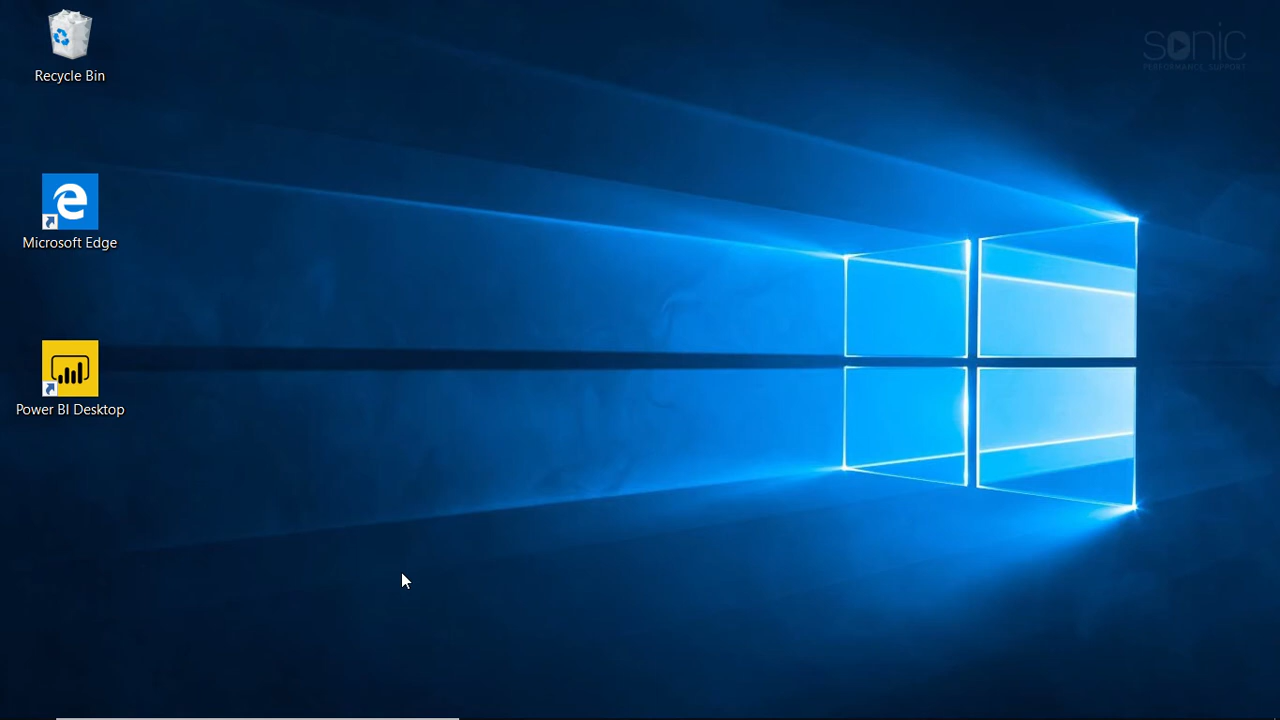 sonic
PERFORMANCE SUPPORT
Recycle Bin
Microsoft Edge
Power BI Desktop